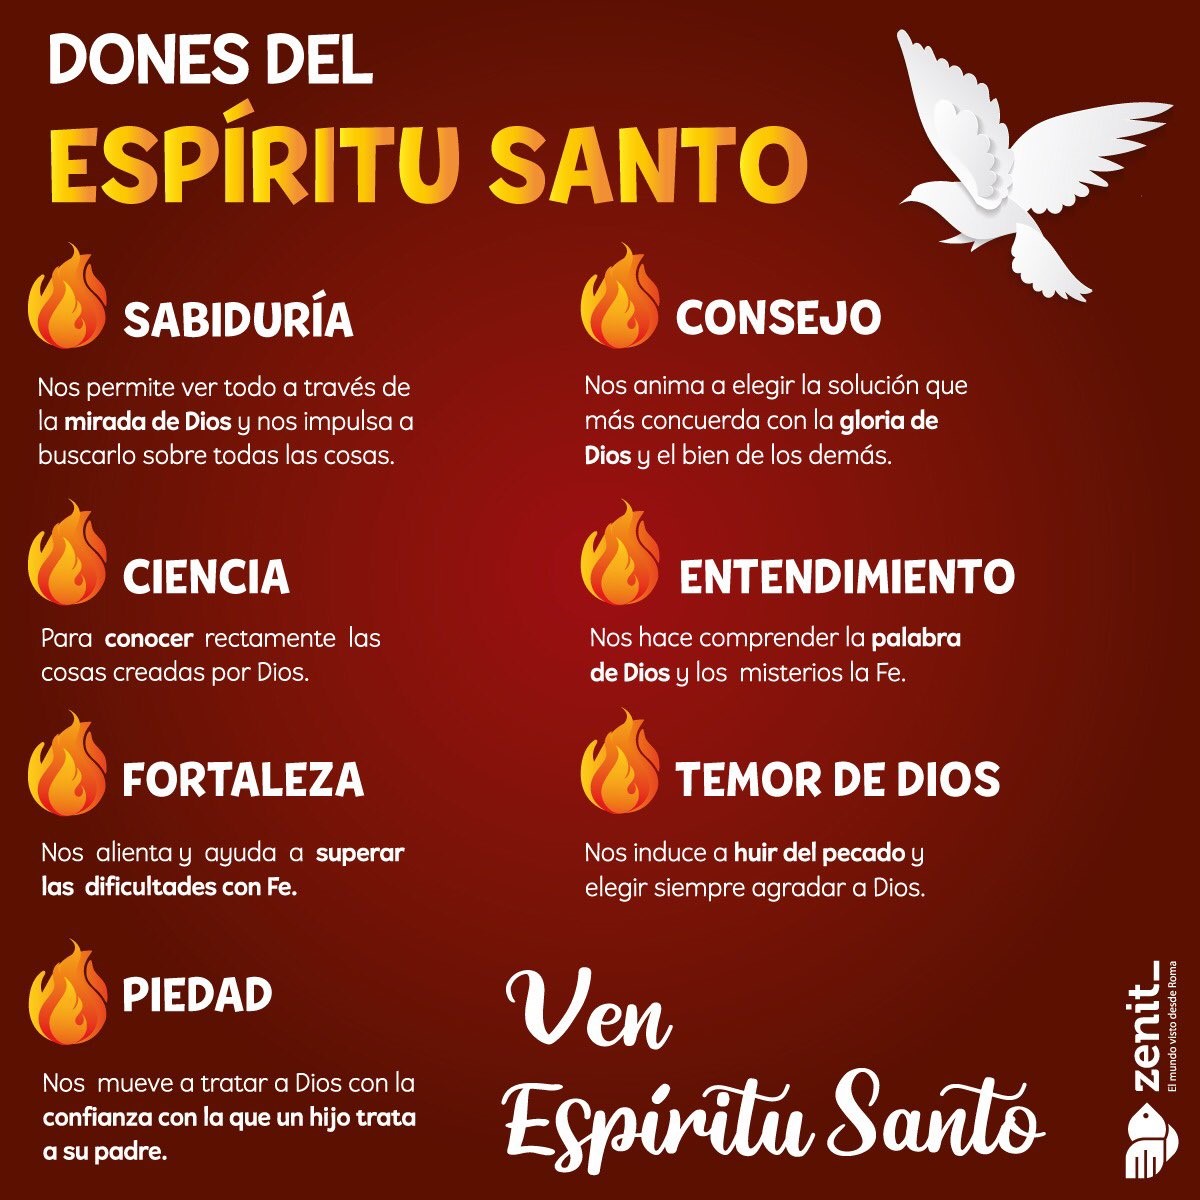 DONES DEL
ESPÍRITU SANTO
SABIDURÍA
Nos permite ver todo a través de
la mirada de Dios y nos impulsa a
buscarlo sobre todas las cosas.
CONSEJO
Nos anima a elegir la solución que
más concuerda con la gloria de
Dios y el bien de los demás.
CIENCIA
Para conocer rectamente las
cosas creadas por Dios.
ENTENDIMIENTO
Nos hace comprender la palabra
de Dios y los misterios la Fe.
FORTALEZA
Nos alienta y ayuda a superar
las dificultades con Fe.
TEMOR DE DIOS
Nos induce a huir del pecado y
elegir siempre agradar a Dios.
PIEDAD
Nos mueve a tratar a Dios con la
confianza con la que un hijo trata
a su padre.
Ven
Espíritu Santo
zenit_
El mundo visto desde Roma